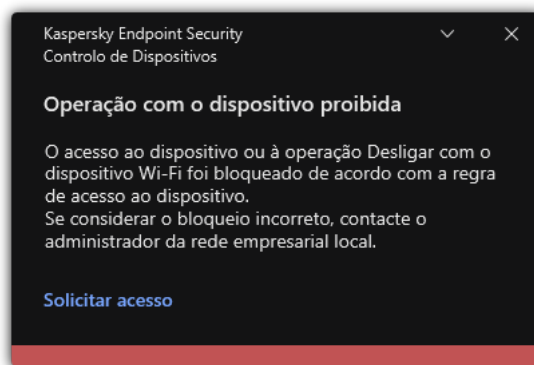 Kaspersky Endpoint Security
Controlo de Dispositivos
Operação com o dispositivo proibida
O acesso ao dispositivo ou à operação Desligar com o
dispositivo Wi-Fi foi bloqueado de acordo com a regra
de acesso ao dispositivo.
Se considerar o bloqueio incorreto, contacte o
administrador da rede empresarial local.
Solicitar acesso